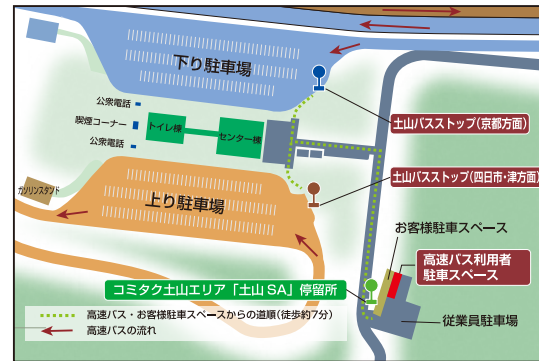 下り駐車場
公衆電話
喫煙コーナー
トイレ棟
センター棟
公衆電話
土山バスストップ(京都方面)
土山バスストップ(四日市・津方面)
ガソリンスタンド
上り駐車場
お客様駐車スペース
高速バス利用者
駐車スペース
コミタク土山エリア「土山SA」停留所
従業員駐車場
高速バス・お客様駐車スペースからの道順(徒歩約7分)
高速バスの流れ